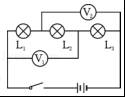 V₂
L₁ L₂ L₃
V₁